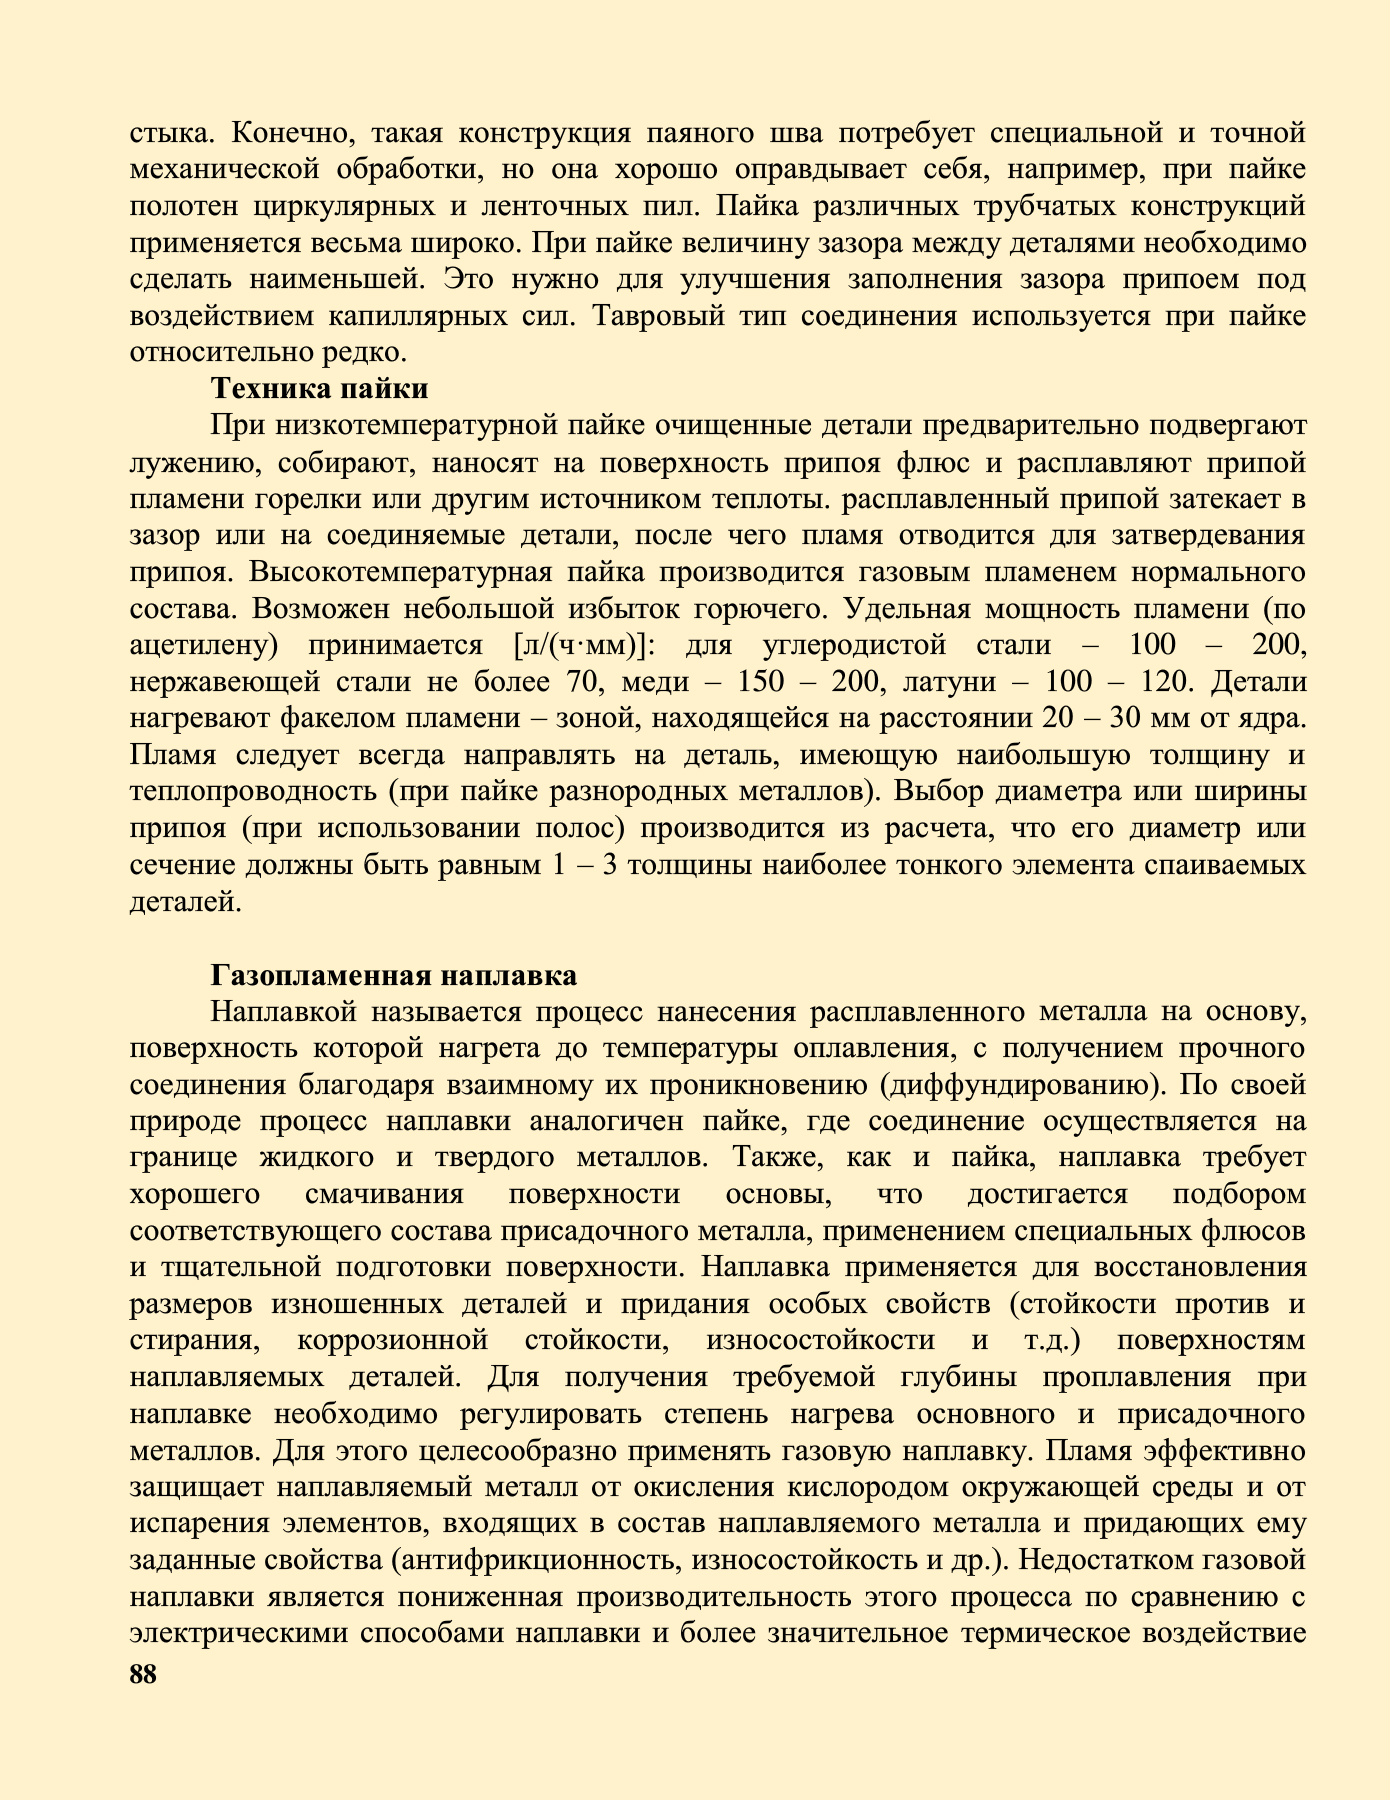 стыка. Конечно, такая конструкция паяного шва потребует специальной и точной
механической обработки, но она хорошо оправдывает себя, например, при пайке
полотен циркулярных и ленточных пил. Пайка различных трубчатых конструкций
применяется весьма широко. При пайке величину зазора между деталями необходимо
сделать наименьшей. Это нужно для улучшения заполнения зазора припоем под
воздействием капиллярных сил. Тавровый тип соединения используется при пайке
относительно редко.
Техника пайки
При низкотемпературной пайке очищенные детали предварительно подвергают
лужению, собирают, наносят на поверхность припоя флюс и расплавляют припой
пламени горелки или другим источником теплоты. расплавленный припой затекает в
зазор или на соединяемые детали, после чего пламя отводится для затвердевания
припоя. Высокотемпературная пайка производится газовым пламенем нормального
состава. Возможен небольшой избыток горючего. Удельная мощность пламени (по
ацетилену) принимается [л/(ч·мм)]: для углеродистой стали – 100 – 200,
нержавеющей стали не более 70, меди – 150 – 200, латуни – 100 – 120. Детали
нагревают факелом пламени – зоной, находящейся на расстоянии 20 – 30 мм от ядра.
Пламя следует всегда направлять на деталь, имеющую наибольшую толщину и
теплопроводность (при пайке разнородных металлов). Выбор диаметра или ширины
припоя (при использовании полос) производится из расчета, что его диаметр или
сечение должны быть равным 1 – 3 толщины наиболее тонкого элемента спаиваемых
деталей.
Газопламенная наплавка
Наплавкой называется процесс нанесения расплавленного металла на основу,
поверхность которой нагрета до температуры оплавления, с получением прочного
соединения благодаря взаимному их проникновению (диффундированию). По своей
природе процесс наплавки аналогичен пайке, где соединение осуществляется на
границе жидкого и твердого металлов. Также, как и пайка, наплавка требует
хорошего смачивания поверхности основы, что достигается подбором
соответствующего состава присадочного металла, применением специальных флюсов
и тщательной подготовки поверхности. Наплавка применяется для восстановления
размеров изношенных деталей и придания особых свойств (стойкости против и
стирания, коррозионной стойкости, износостойкости и т.д.) поверхностям
наплавляемых деталей. Для получения требуемой глубины проплавления при
наплавке необходимо регулировать степень нагрева основного и присадочного
металлов. Для этого целесообразно применять газовую наплавку. Пламя эффективно
защищает наплавляемый металл от окисления кислородом окружающей среды и от
испарения элементов, входящих в состав наплавляемого металла и придающих ему
заданные свойства (антифрикционность, износостойкость и др.). Недостатком газовой
наплавки является пониженная производительность этого процесса по сравнению с
электрическими способами наплавки и более значительное термическое воздействие
88